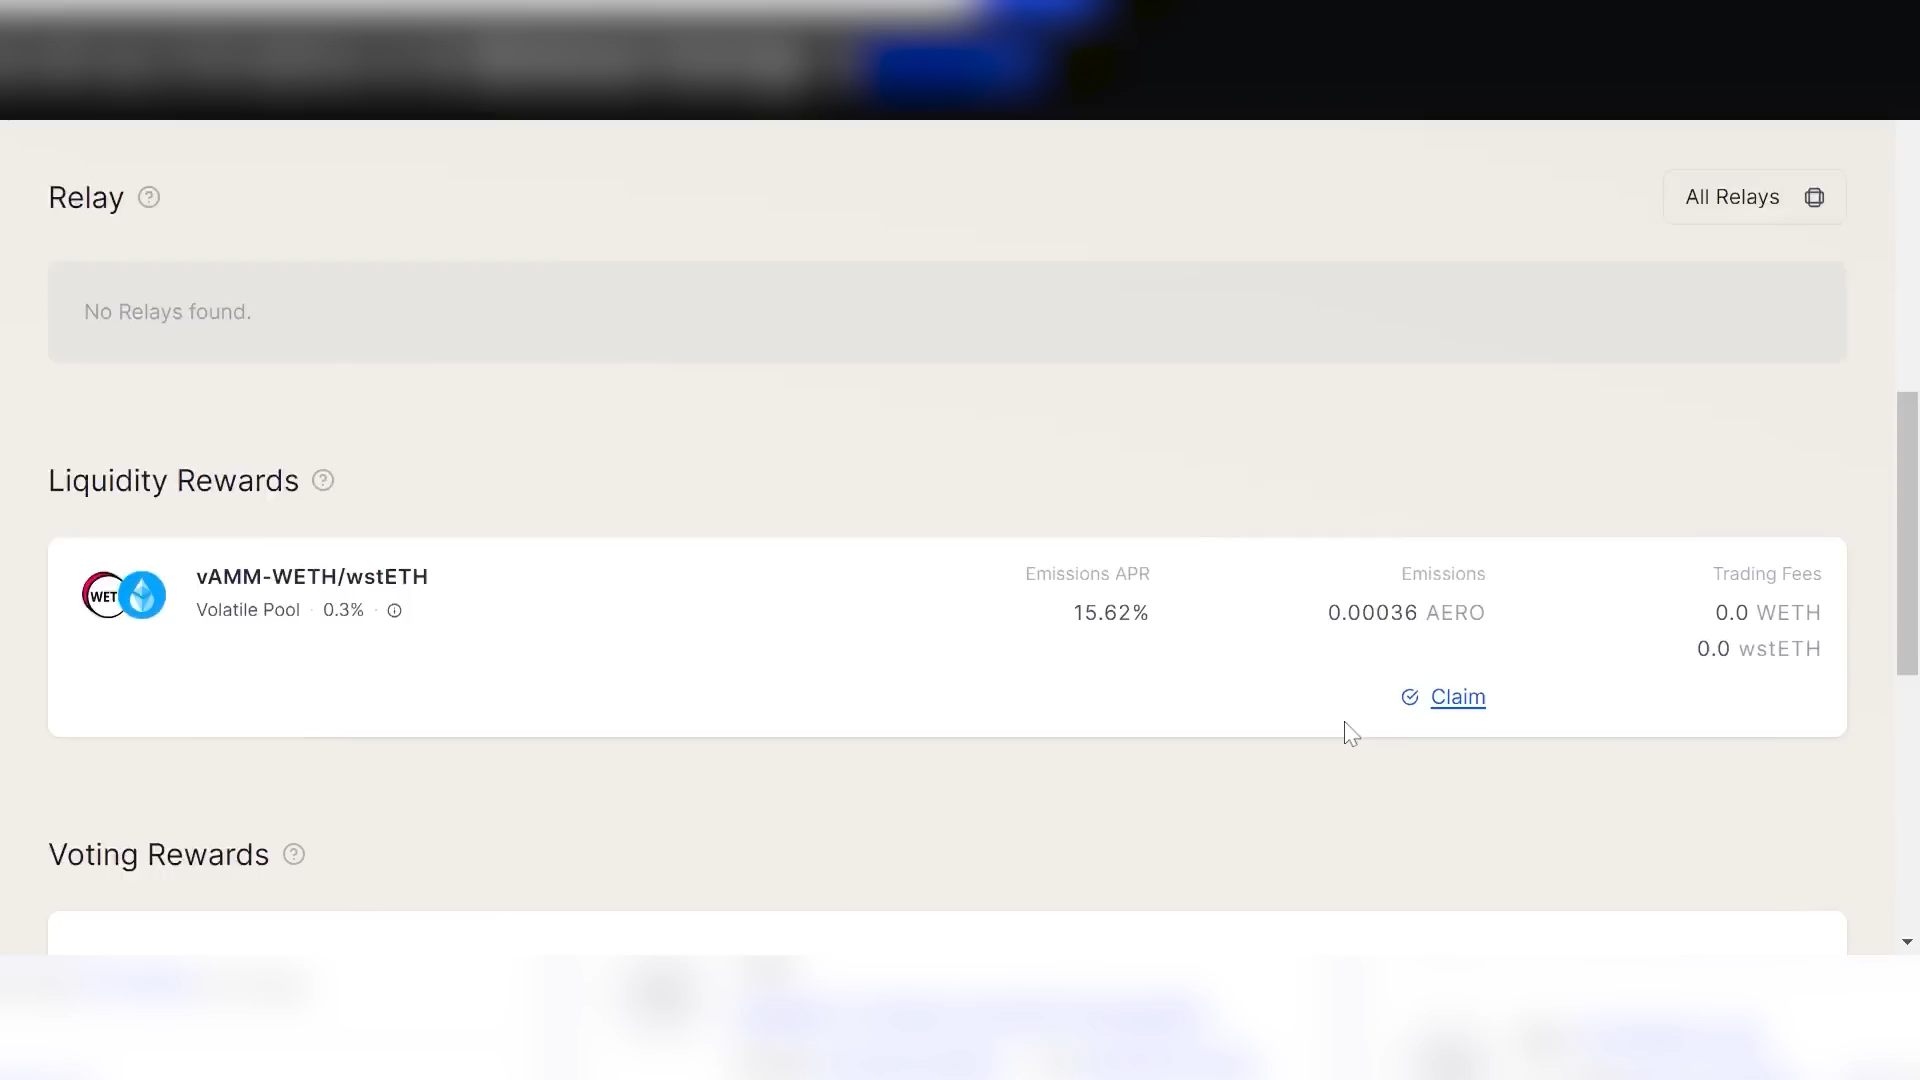 Relay
All Relays
No Relays found.
Liquidity Rewards
WET
vAMM-WETH/wstETH
Volatile Pool · 0.3% ·
Emissions APR
15.62%
Emissions
0.00036 AERO
Claim
Trading Fees
0.0 WETH
0.0 wstETH
Voting Rewards